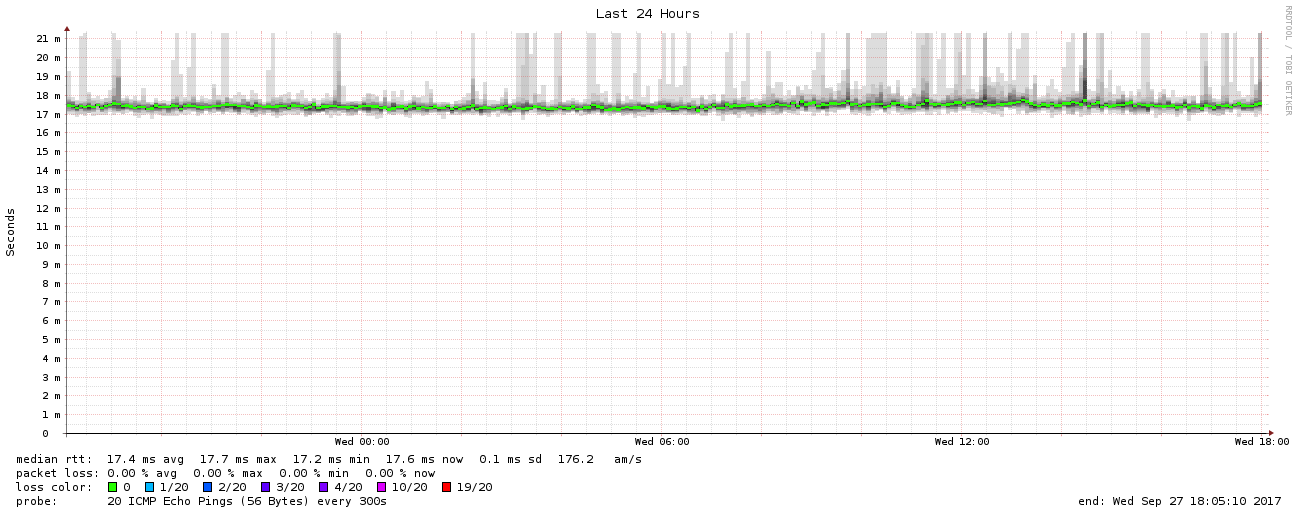 Last 24 Hours
RRDTOOL / TOBI OETIKER
21 m
20 m
19 m
18 m
17 m
16 m
15 m
14 m
13 m
12 m
11 m
10 m
9 m
8 m
7 m
6 m
5 m
4 m
3 m
2 m
1 m
0
Seconds
Wed 00:00 Wed 06:00 Wed 12:00 Wed 18:00
median rtt: 17.4 ms avg 17.7 ms max 17.2 ms min 17.6 ms now 0.1 ms sd 176.2 am/s
packet loss: 0.00 % avg 0.00 % max 0.00 % min 0.00 % now
loss color: 0 1/20 2/20 3/20 4/20 10/20 19/20
probe: 20 ICMP Echo Pings (56 Bytes) every 300s end: Wed Sep 27 18:05:10 2017